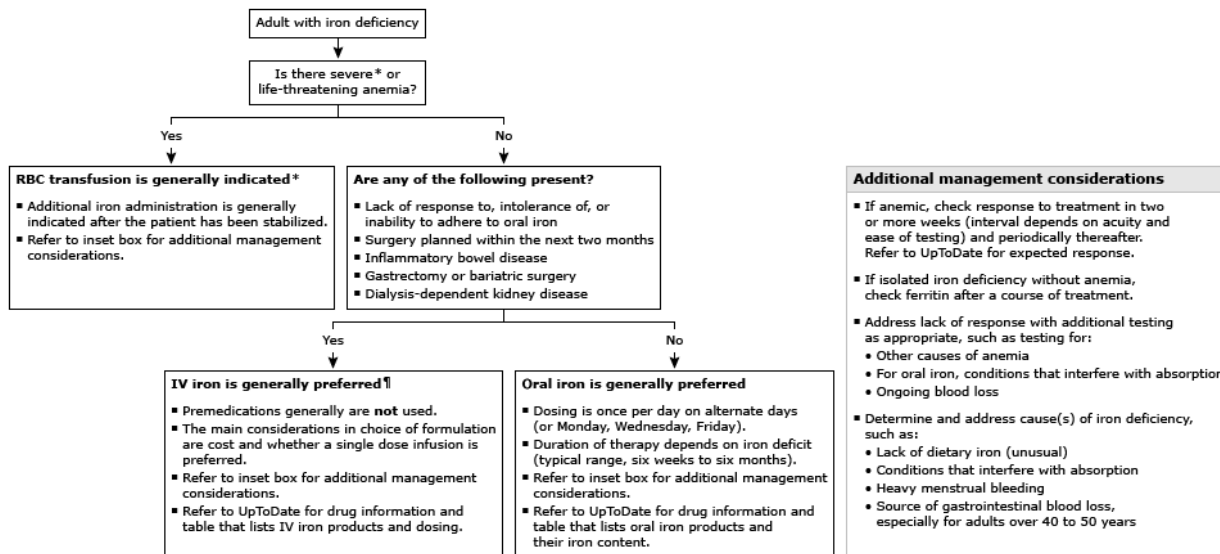 Adult with iron deficiency
Is there severe* or
life-threatening anemia?
Yes
No
RBC transfusion is generally indicated*
▪ Additional iron administration is generally
indicated after the patient has been stabilized.
▪ Refer to inset box for additional management
considerations.
Are any of the following present?
▪ Lack of response to, intolerance of, or
inability to adhere to oral iron
▪ Surgery planned within the next two months
▪ Inflammatory bowel disease
▪ Gastrectomy or bariatric surgery
▪ Dialysis-dependent kidney disease
Yes
No
IV iron is generally preferred¶
▪ Premedications generally are not used.
▪ The main considerations in choice of formulation
are cost and whether a single dose infusion is
preferred.
▪ Refer to inset box for additional management
considerations.
▪ Refer to UpToDate for drug information and
table that lists IV iron products and dosing.
Oral iron is generally preferred
▪ Dosing is once per day on alternate days
(or Monday, Wednesday, Friday).
▪ Duration of therapy depends on iron deficit
(typical range, six weeks to six months).
▪ Refer to inset box for additional management
considerations.
▪ Refer to UpToDate for drug information and
table that lists oral iron products and
their iron content.
Additional management considerations
▪ If anemic, check response to treatment in two
or more weeks (interval depends on acuity and
ease of testing) and periodically thereafter.
Refer to UpToDate for expected response.
▪ If isolated iron deficiency without anemia,
check ferritin after a course of treatment.
▪ Address lack of response with additional testing
as appropriate, such as testing for:
• Other causes of anemia
• For oral iron, conditions that interfere with absorption
• Ongoing blood loss
▪ Determine and address cause(s) of iron deficiency,
such as:
• Lack of dietary iron (unusual)
• Conditions that interfere with absorption
• Heavy menstrual bleeding
• Source of gastrointestinal blood loss,
especially for adults over 40 to 50 years